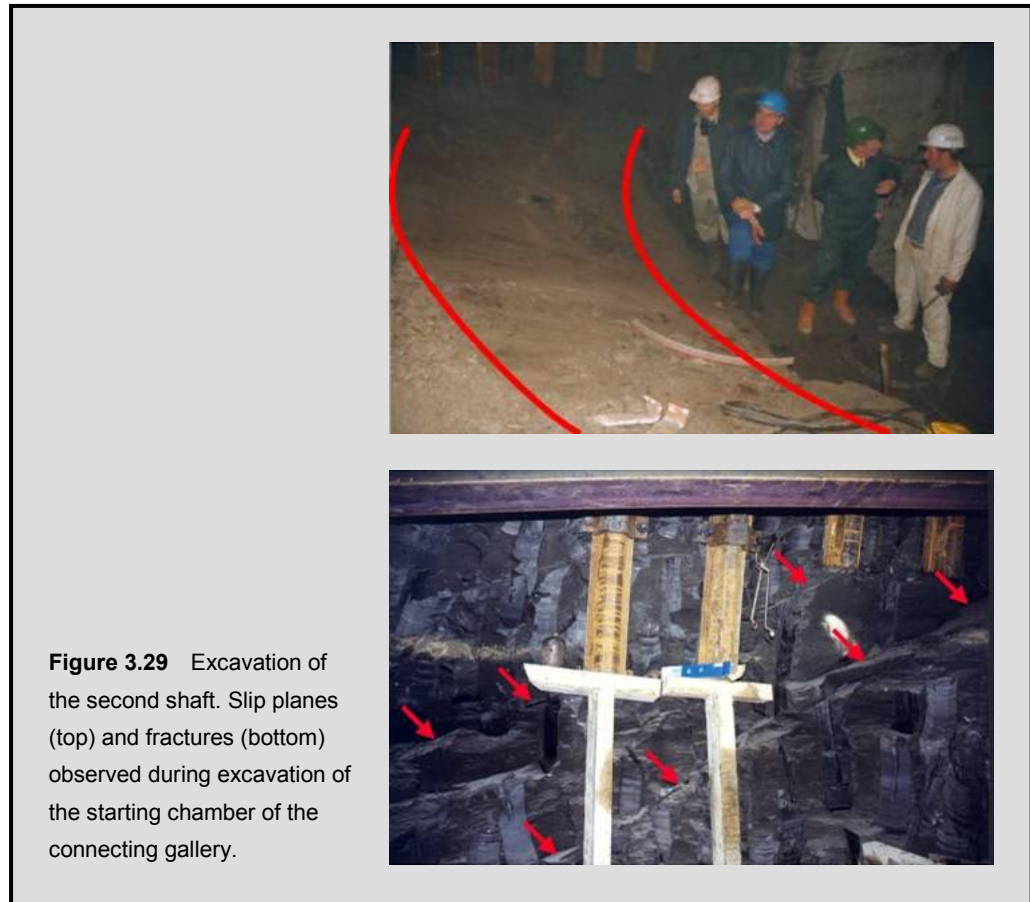 Figure 3.29 Excavation of
the second shaft. Slip planes
(top) and fractures (bottom)
observed during excavation of
the starting chamber of the
connecting gallery.